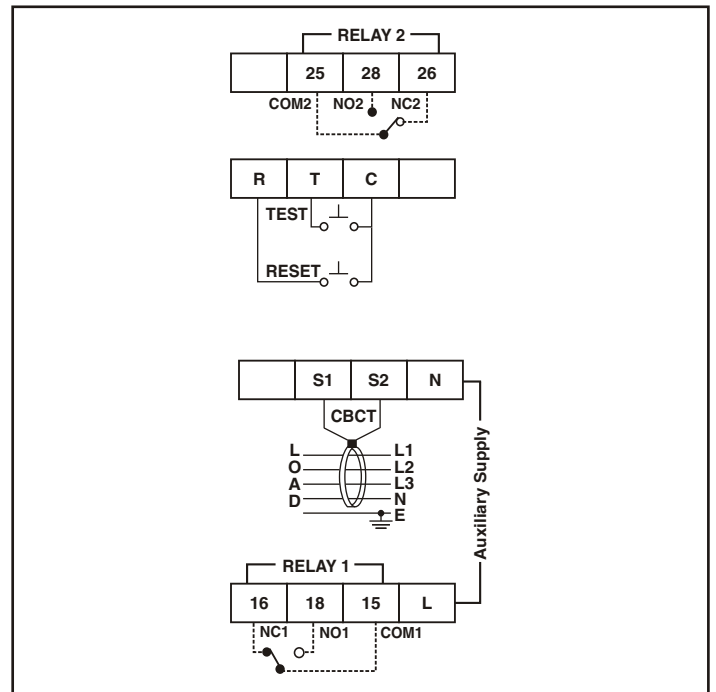 RELAY 2
25 28 26
COM2 NO2 NC2
R T C
TEST
RESET
S1 S2 N
CBCT
L L1
O L2
A L3
D N
E
Auxiliary Supply
RELAY 1
16 18 15 L
NC1 NO1 COM1